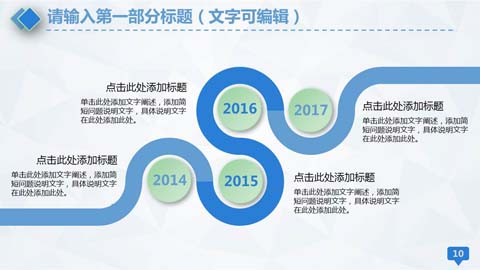 请输入第一部分标题（文字可编辑）
点击此处添加标题
单击此处添加文字阐述，添加简
短问题说明文字，具体说明文字
在此处添加此处。
2016
2017
点击此处添加标题
单击此处添加文字阐述，添加简
短问题说明文字，具体说明文字
在此处添加此处。
点击此处添加标题
单击此处添加文字阐述，添加简
短问题说明文字，具体说明文字
在此处添加此处。
2014
2015
点击此处添加标题
单击此处添加文字阐述，添加简
短问题说明文字，具体说明文字
在此处添加此处。
10